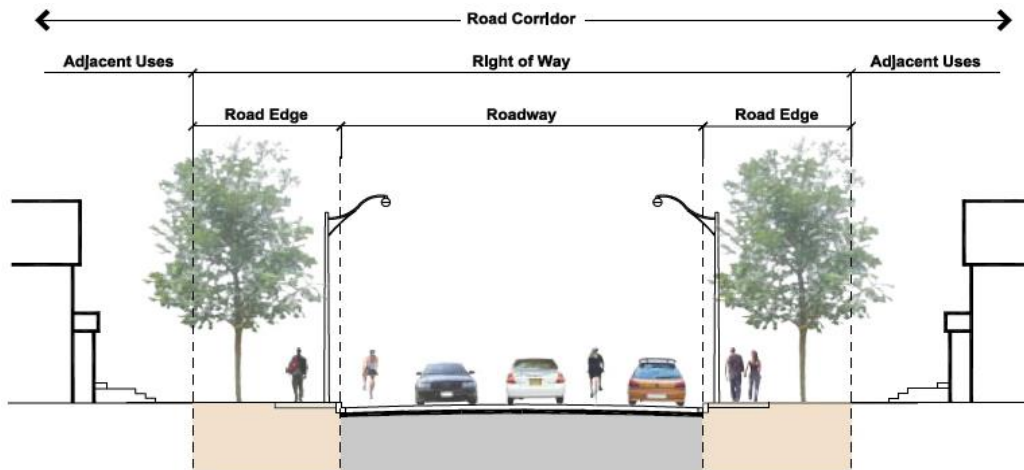 Road Corridor
Adjacent Uses
Right of Way
Adjacent Uses
Road Edge
Roadway
Road Edge